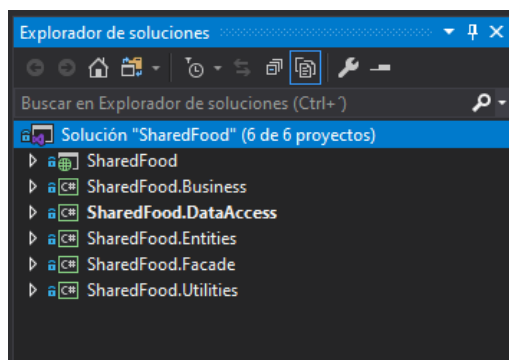 Explorador de soluciones
Buscar en Explorador de soluciones (Ctrl+´)
Solución "SharedFood" (6 de 6 proyectos)
SharedFood
C# SharedFood.Business
C# SharedFood.DataAccess
C# SharedFood.Entities
C# SharedFood.Facade
C# SharedFood.Utilities